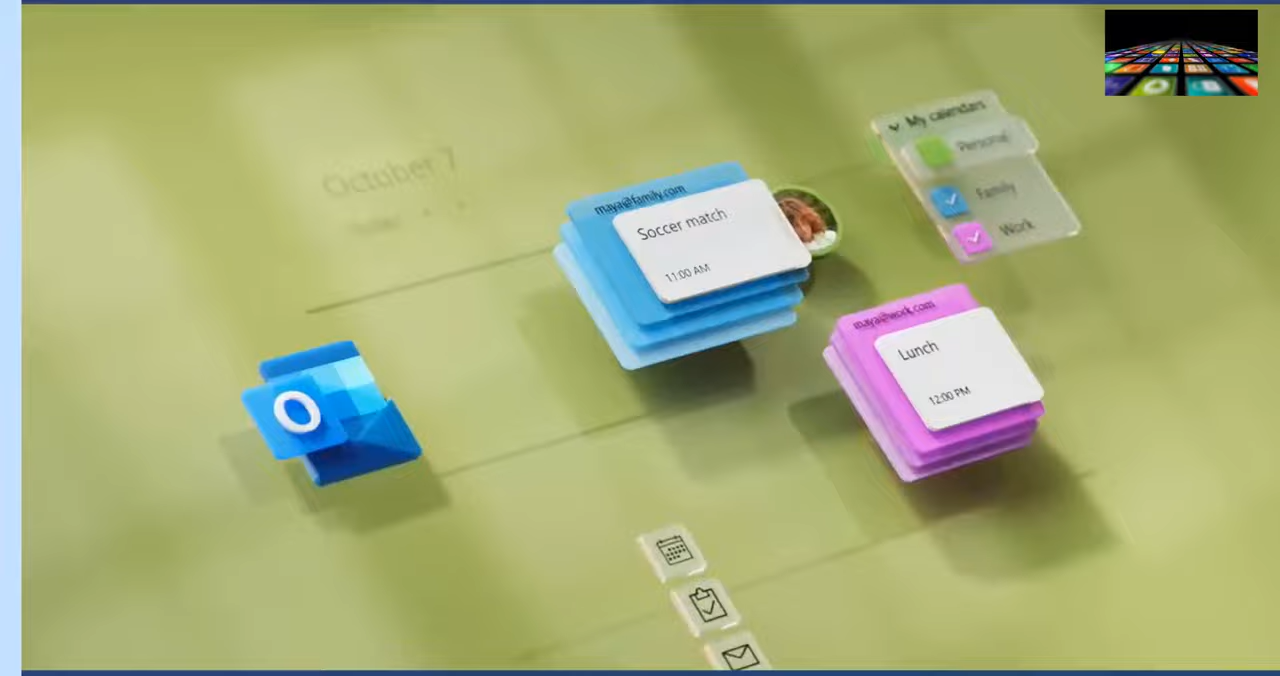 October 7
maya@family.com
Soccer match
11:00 AM
My calendars
Personal
Family
Work
maya@work.com
Lunch
12:00 PM